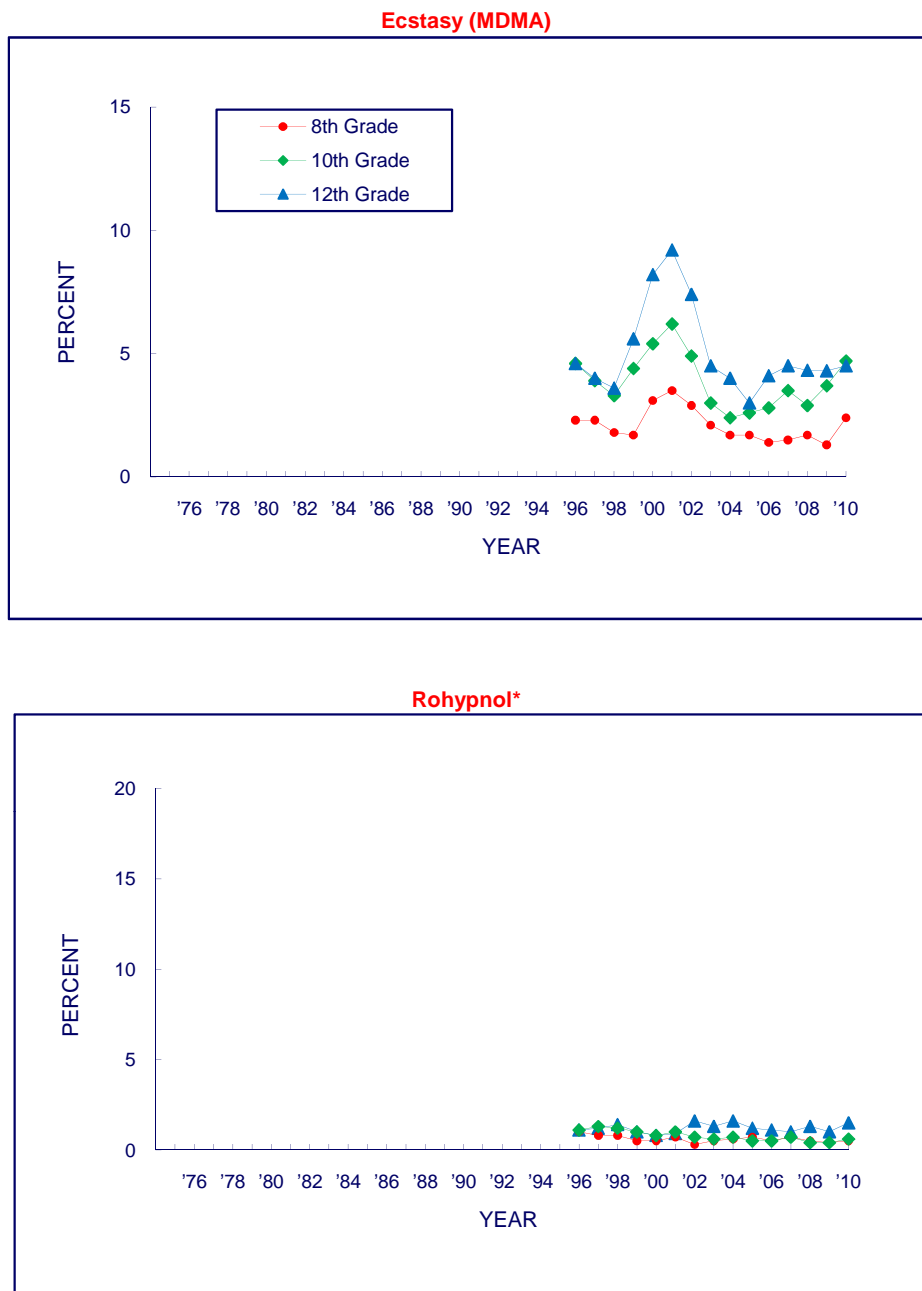 Ecstasy (MDMA)
15
8th Grade
10th Grade
12th Grade
10
PERCENT
5
0
’76 ’78 ’80 ’82 ’84 ’86 ’88 ’90 ’92 ’94 ’96 ’98 ’00 ’02 ’04 ’06 ’08 ’10
YEAR
Rohypnol*
20
15
10
PERCENT
5
0
’76 ’78 ’80 ’82 ’84 ’86 ’88 ’90 ’92 ’94 ’96 ’98 ’00 ’02 ’04 ’06 ’08 ’10
YEAR